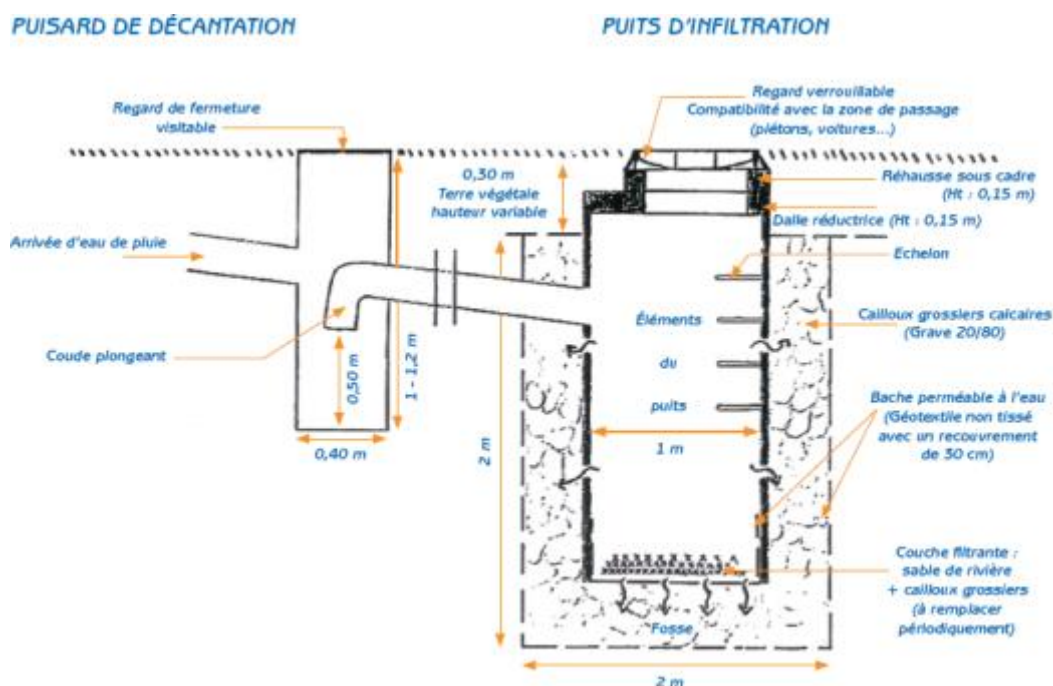 PUISARD DE DÉCANTATION
PUITS D'INFILTRATION
Regard de fermeture
visitable
Regard verrouillable
Compatibilité avec la zone de passage
(piétons, voitures...)
0,30 m
Terre végétale
hauteur variable
Réhausse sous cadre
(Ht : 0,15 m)
Dalle réductrice (Ht : 0,15 m)
Arrivée d'eau de pluie
Echelon
Coude plongeant
0,50 m
1 - 1,2 m
0,40 m
2 m
Éléments
du
puits
1 m
Cailloux grossiers calcaires
(Grave 20/80)
Bache perméable à l'eau
(Géotextile non tissé
avec un recouvrement
de 30 cm)
Couche filtrante :
sable de rivière
+ cailloux grossiers
(à remplacer
périodiquement)
Fosse
2 m